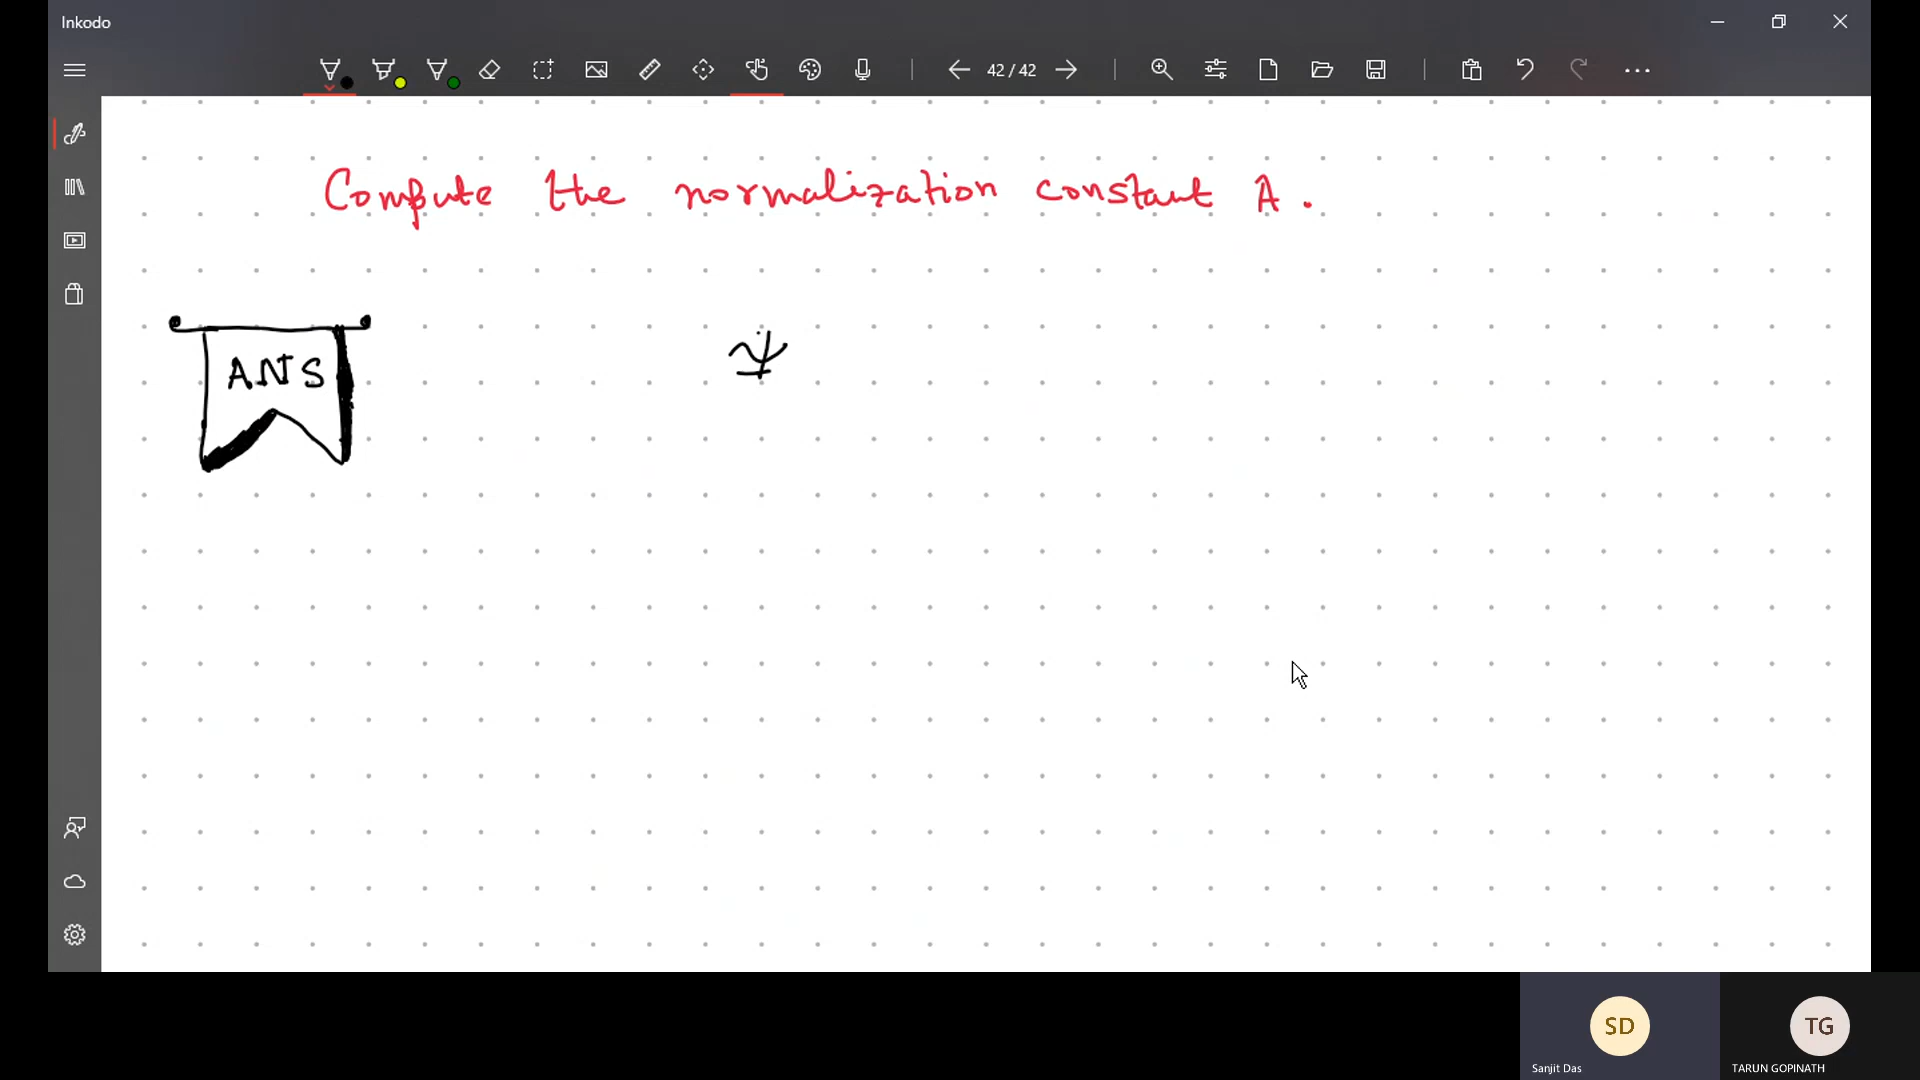 Inkodo
42 / 42
Compute the normalization constant A.
ANS
Ψ
SD
TG
Sanjit Das
TARUN GOPINATH